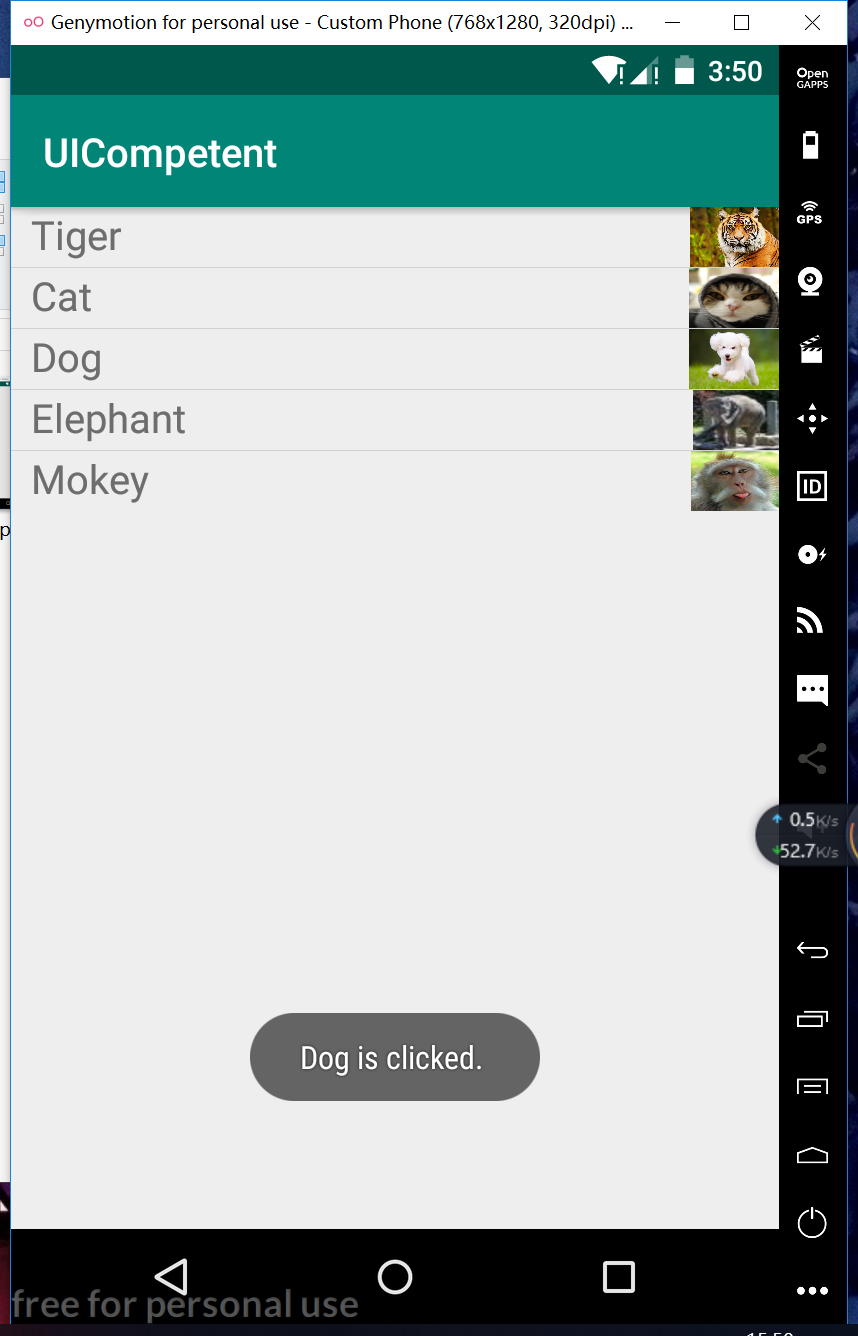 Genymotion for personal use - Custom Phone (768x1280, 320dpi) ...
3:50
Open
GAPPS
UICompetent
GPS
Tiger
Cat
Dog
Elephant
Mokey
ID
0.5K/s
52.7K/s
Dog is clicked.
free for personal use